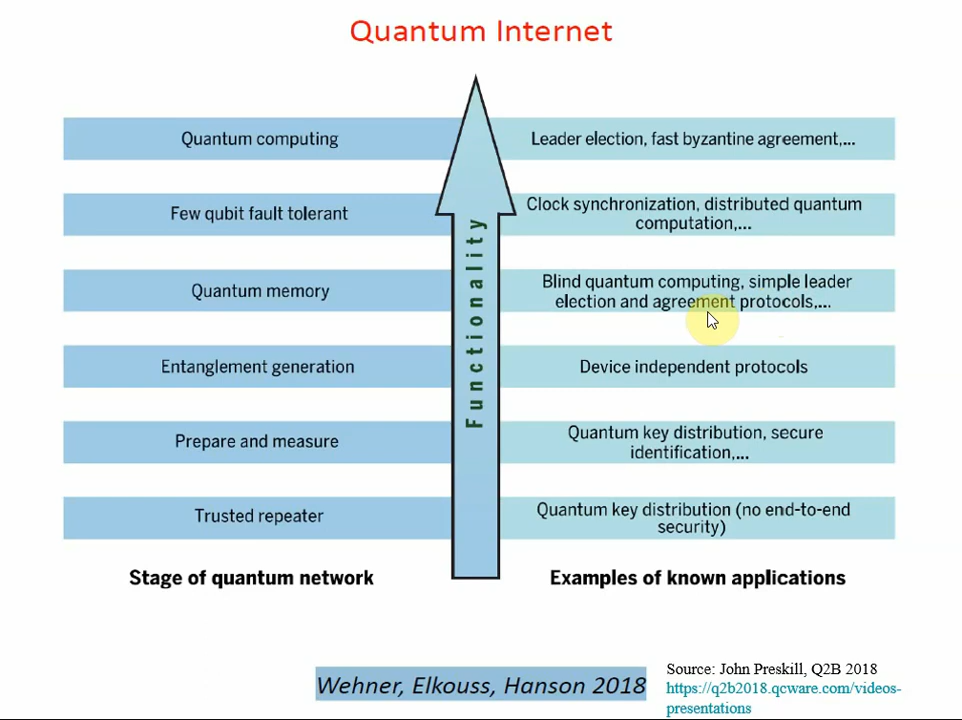 Quantum Internet
Quantum computing
Leader election, fast byzantine agreement,...
Few qubit fault tolerant
Clock synchronization, distributed quantum
computation,...
Quantum memory
Blind quantum computing, simple leader
election and agreement protocols,...
Entanglement generation
Device independent protocols
Prepare and measure
Quantum key distribution, secure
identification,...
Trusted repeater
Quantum key distribution (no end-to-end
security)
Functionality
Stage of quantum network
Examples of known applications
Wehner, Elkouss, Hanson 2018
Source: John Preskill, Q2B 2018
https://q2b2018.qcware.com/videos-
presentations